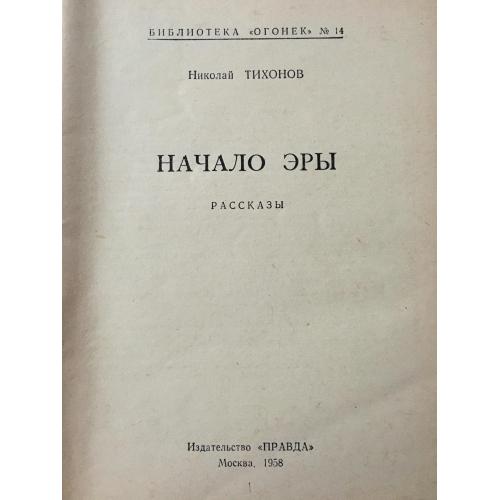 БИБЛИОТЕКА «ОГОНЕК» № 14
Николай ТИХОНОВ
НАЧАЛО ЭРЫ
РАССКАЗЫ
Издательство «ПРАВДА»
Москва, 1958